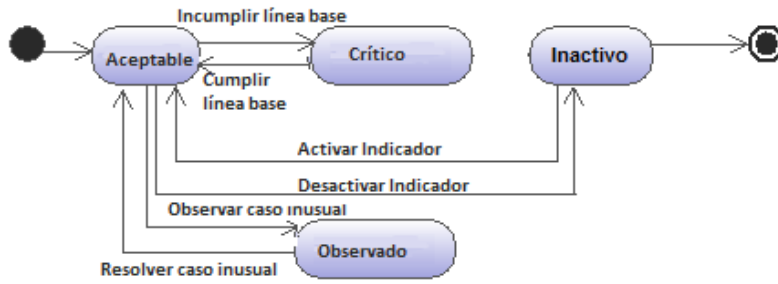 Incumplir línea base
Aceptable
Crítico
Inactivo
Cumplir
línea base
Activar Indicador
Desactivar Indicador
Observar caso inusual
Observado
Resolver caso inusual